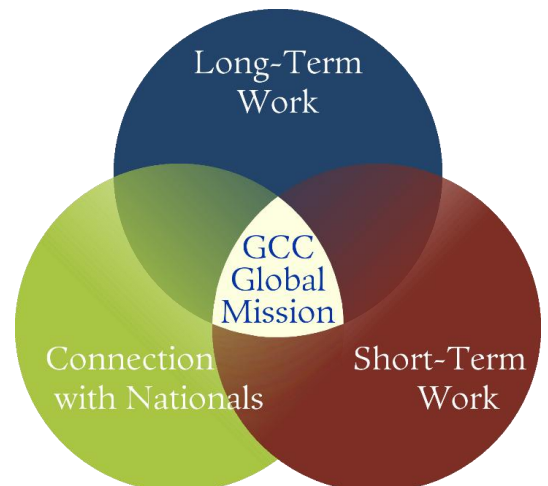 Long-Term
Work
GCC
Global
Mission
Connection
with Nationals
Short-Term
Work